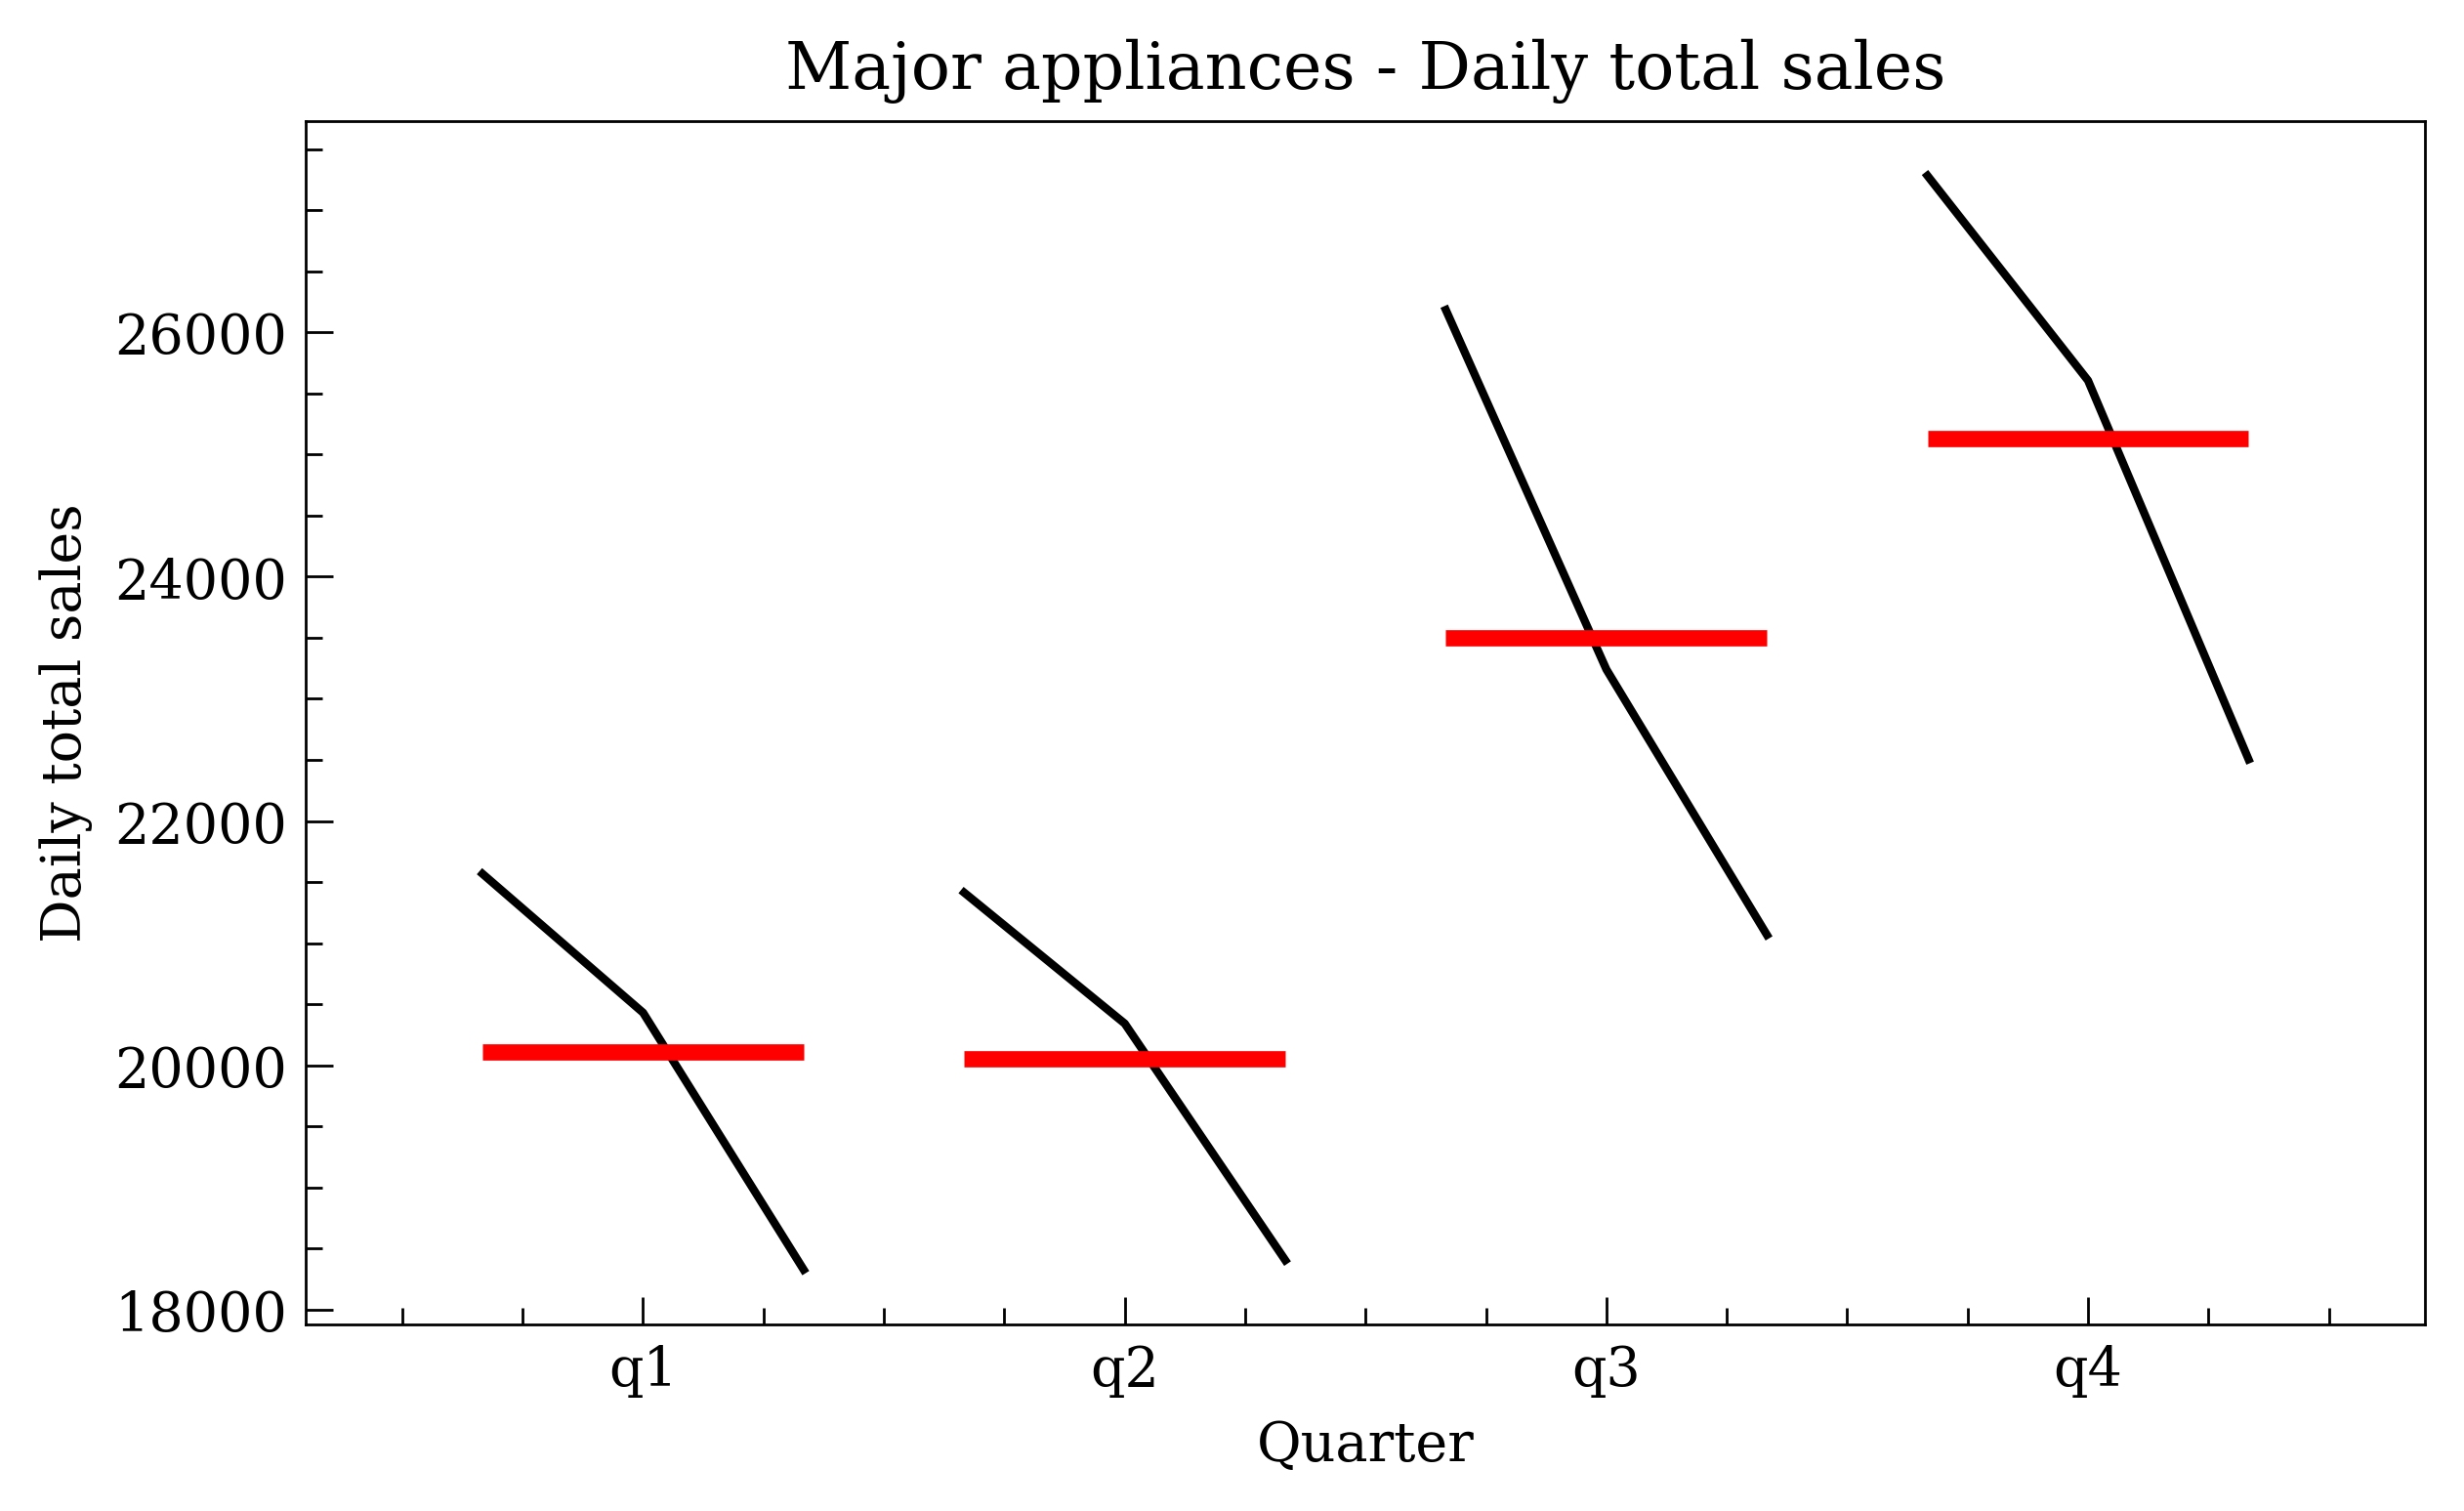 Major appliances - Daily total sales
Daily total sales
26000
24000
22000
20000
18000
q1 q2 q3 q4
Quarter